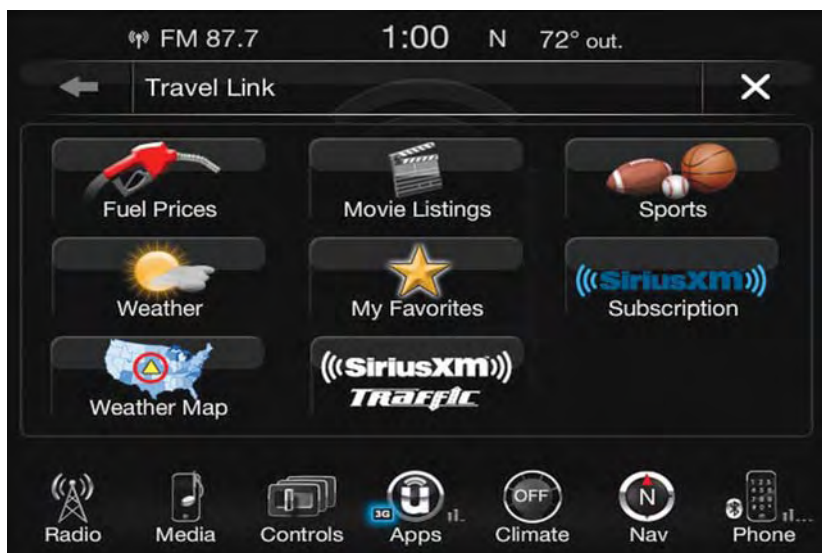 FM 87.7 1:00 N 72° out.
Travel Link
Fuel Prices Movie Listings Sports
Weather My Favorites SiriusXM Subscription
Weather Map SiriusXM Traffic
3G OFF N
Radio Media Controls Apps Climate Nav Phone